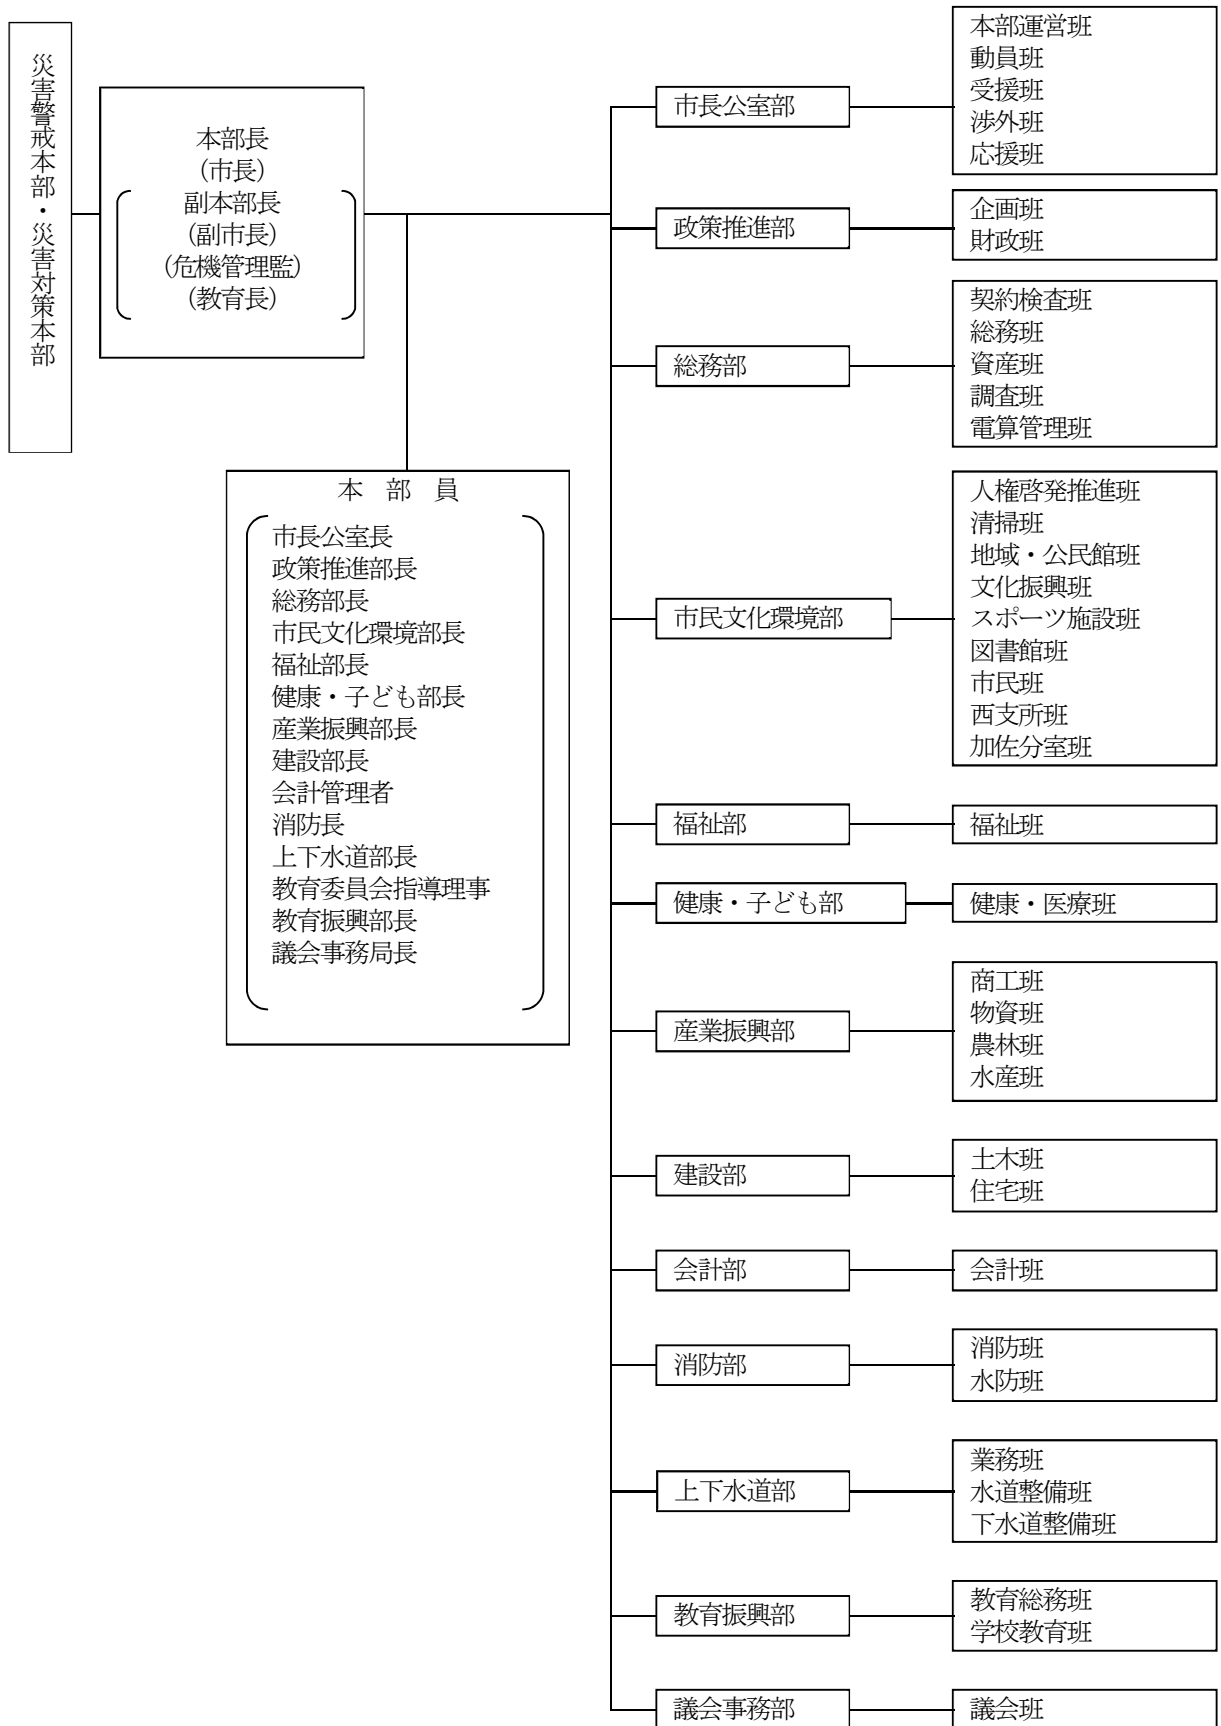 災害警戒本部・災害対策本部
本部長
(市長)
副本部長
(副市長)
(危機管理監)
(教育長)
本 部 員
市長公室長
政策推進部長
総務部長
市民文化環境部長
福祉部長
健康・子ども部長
産業振興部長
建設部長
会計管理者
消防長
上下水道部長
教育委員会指導理事
教育振興部長
議会事務局長
市長公室部
本部運営班
動員班
受援班
渉外班
応援班
政策推進部
企画班
財政班
総務部
契約検査班
総務班
資産班
調査班
電算管理班
市民文化環境部
人権啓発推進班
清掃班
地域・公民館班
文化振興班
スポーツ施設班
図書館班
市民班
西支所班
加佐分室班
福祉部
福祉班
健康・子ども部
健康・医療班
産業振興部
商工班
物資班
農林班
水産班
建設部
土木班
住宅班
会計部
会計班
消防部
消防班
水防班
上下水道部
業務班
水道整備班
下水道整備班
教育振興部
教育総務班
学校教育班
議会事務部
議会班